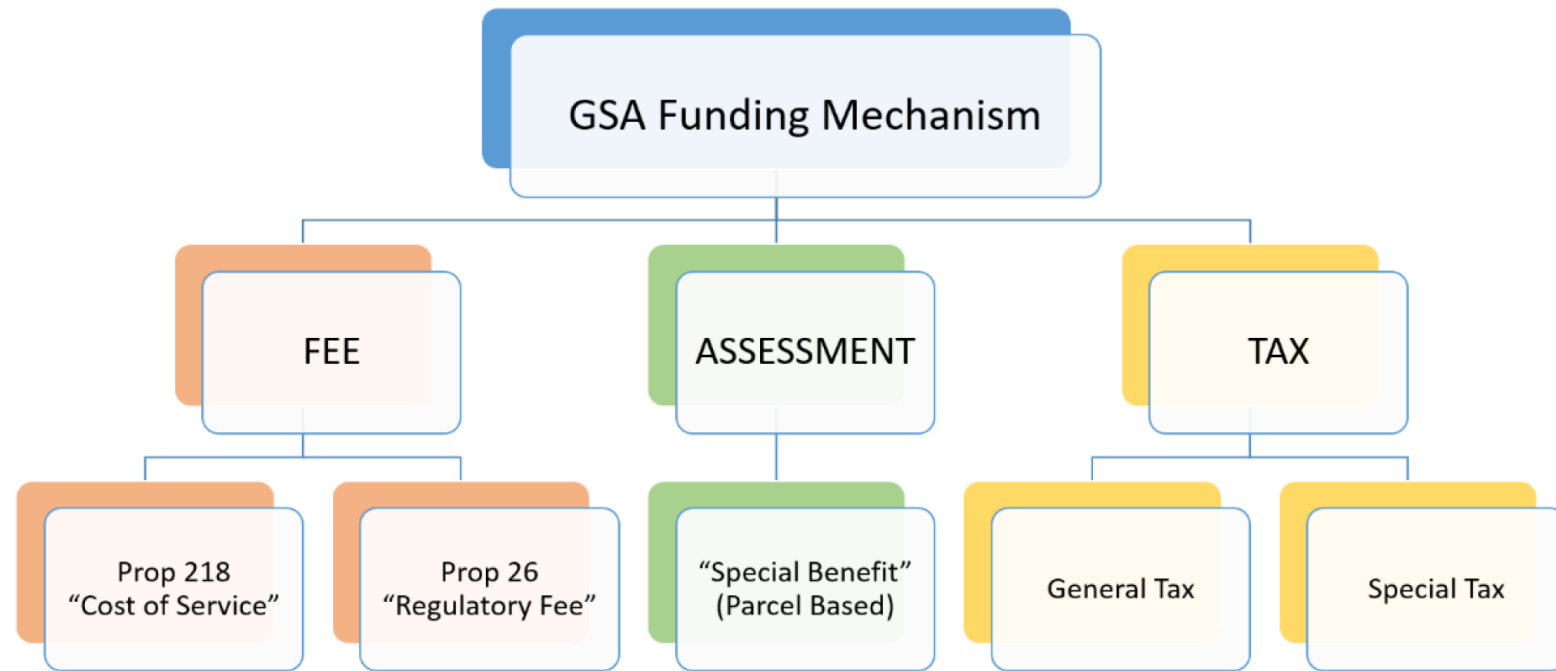 GSA Funding Mechanism
FEE
ASSESSMENT
TAX
Prop 218
“Cost of Service”
Prop 26
“Regulatory Fee”
“Special Benefit”
(Parcel Based)
General Tax
Special Tax